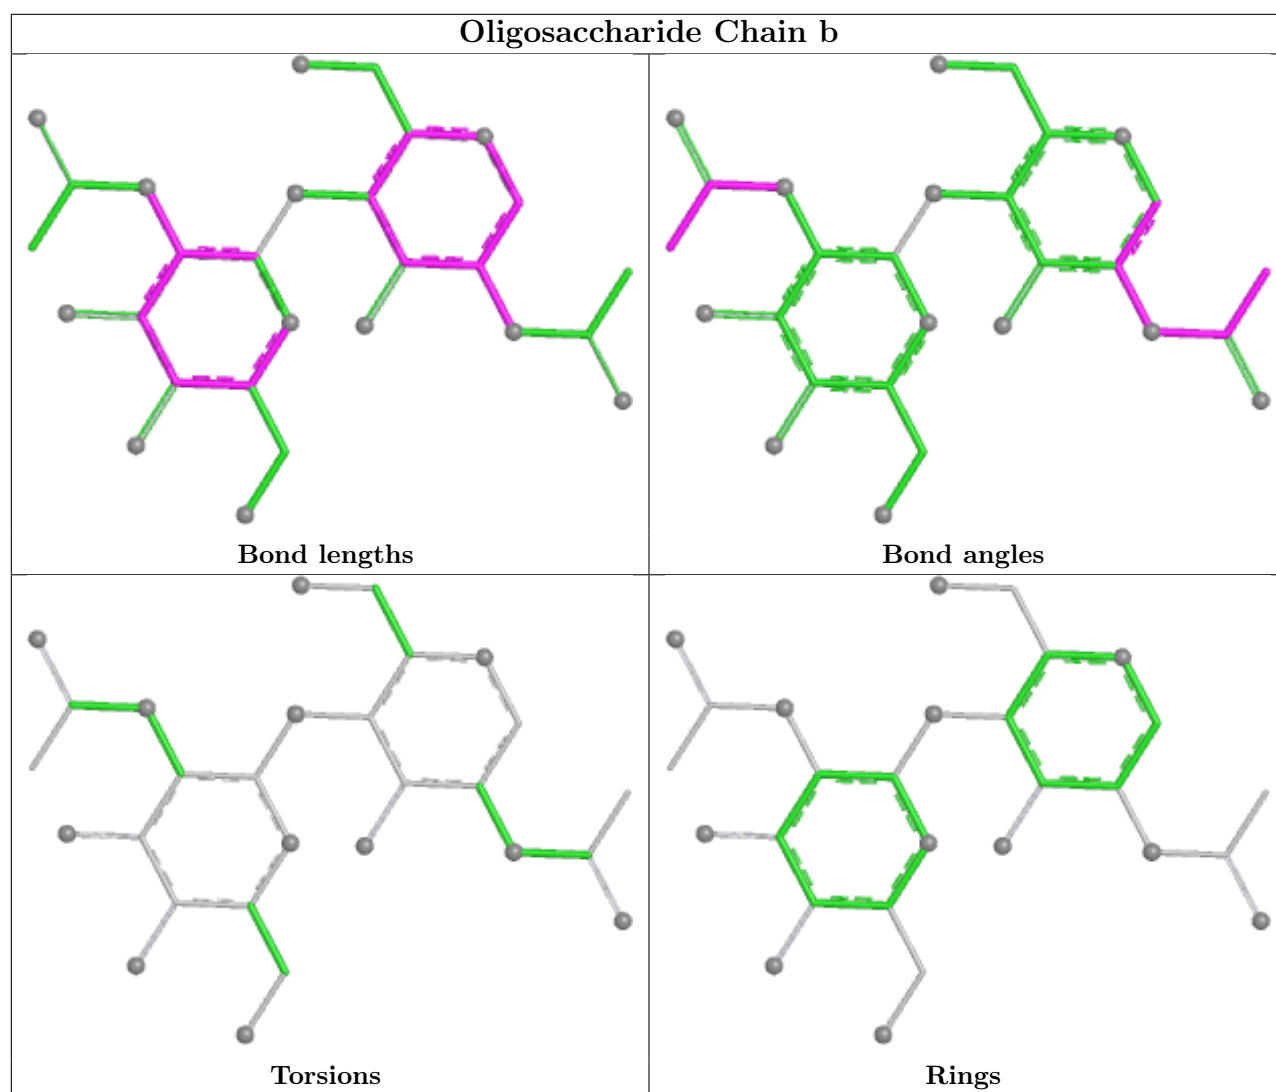 Oligosaccharide Chain b
Bond lengths
Bond angles
Torsions
Rings